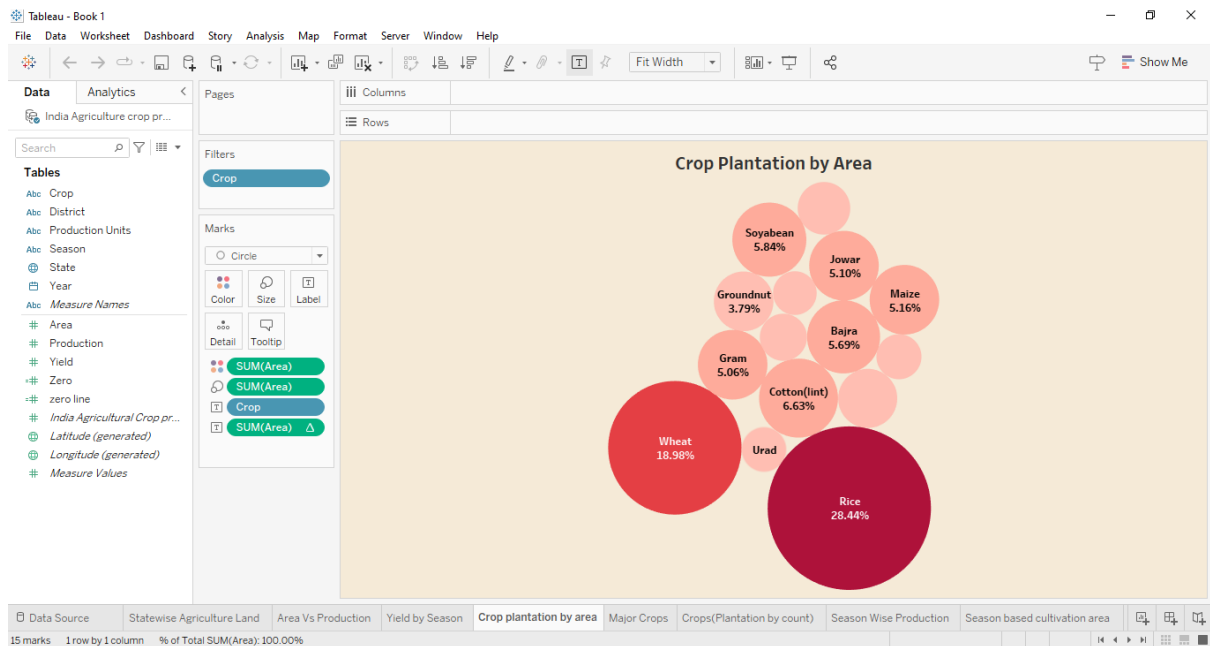 Tableau - Book 1
File Data Worksheet Dashboard Story Analysis Map Format Server Window Help
Fit Width
Show Me
Data Analytics
India Agriculture crop pr...
Search
Tables
Abc Crop
Abc District
Abc Production Units
Abc Season
State
Year
Abc Measure Names
# Area
# Production
# Yield
=# Zero
=# zero line
# India Agricultural Crop pr...
Latitude (generated)
Longitude (generated)
# Measure Values
Pages
Filters
Crop
Marks
Circle
Color Size Label
Detail Tooltip
SUM(Area)
SUM(Area)
Crop
SUM(Area) Δ
iii Columns
Rows
Crop Plantation by Area
Soyabean
5.84%
Jowar
5.10%
Groundnut
3.79%
Maize
5.16%
Bajra
5.69%
Gram
5.06%
Cotton(lint)
6.63%
Wheat
18.98%
Urad
Rice
28.44%
Data Source Statewise Agriculture Land Area Vs Production Yield by Season Crop plantation by area Major Crops Crops(Plantation by count) Season Wise Production Season based cultivation area
15 marks 1 row by 1 column % of Total SUM(Area): 100.00%